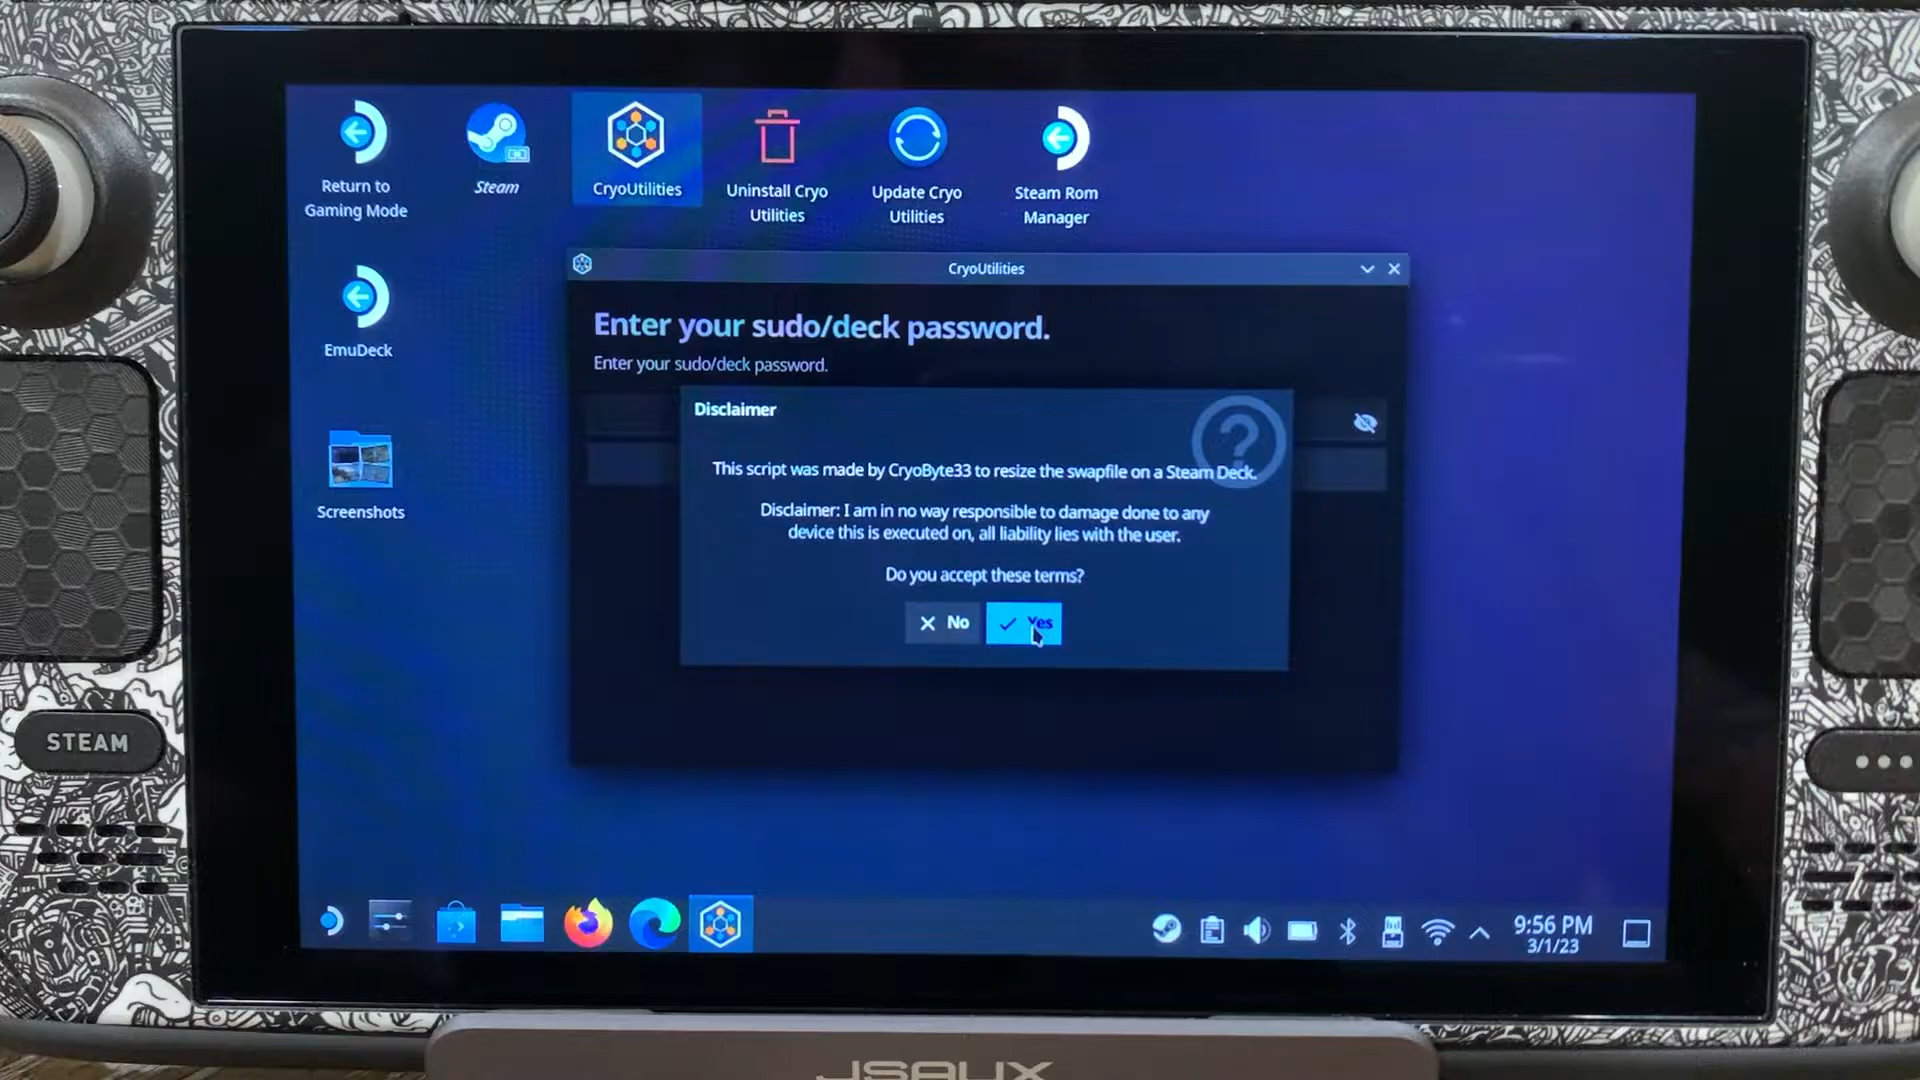 Return to
Gaming Mode
Steam
CryoUtilities
Uninstall Cryo
Utilities
Update Cryo
Utilities
Steam Rom
Manager
EmuDeck
Screenshots
CryoUtilities
Enter your sudo/deck password.
Enter your sudo/deck password.
Disclaimer
This script was made by CryoByte33 to resize the swapfile on a Steam Deck.
Disclaimer: I am in no way responsible to damage done to any
device this is executed on, all liability lies with the user.
Do you accept these terms?
No
Yes
STEAM
9:56 PM
3/1/23
JSAUX